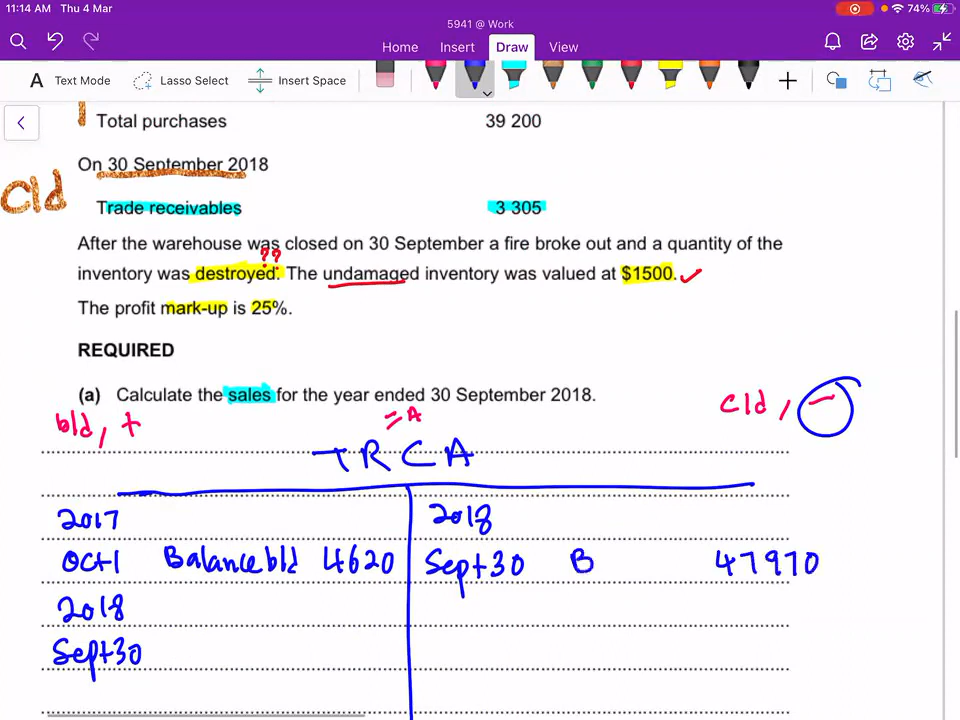 11:14 AM Thu 4 Mar 74%
5941 @ Work
Home Insert Draw View
A Text Mode Lasso Select Insert Space
Total purchases 39 200
On 30 September 2018
cld
Trade receivables 3 305
After the warehouse was closed on 30 September a fire broke out and a quantity of the
??
inventory was destroyed. The undamaged inventory was valued at $1500.
The profit mark-up is 25%.
REQUIRED
(a) Calculate the sales for the year ended 30 September 2018.
bld, + = A cld, -
TRCA
2017 2018
Oct 1 Balance bld 4620 Sept 30 B 47970
2018
Sept 30